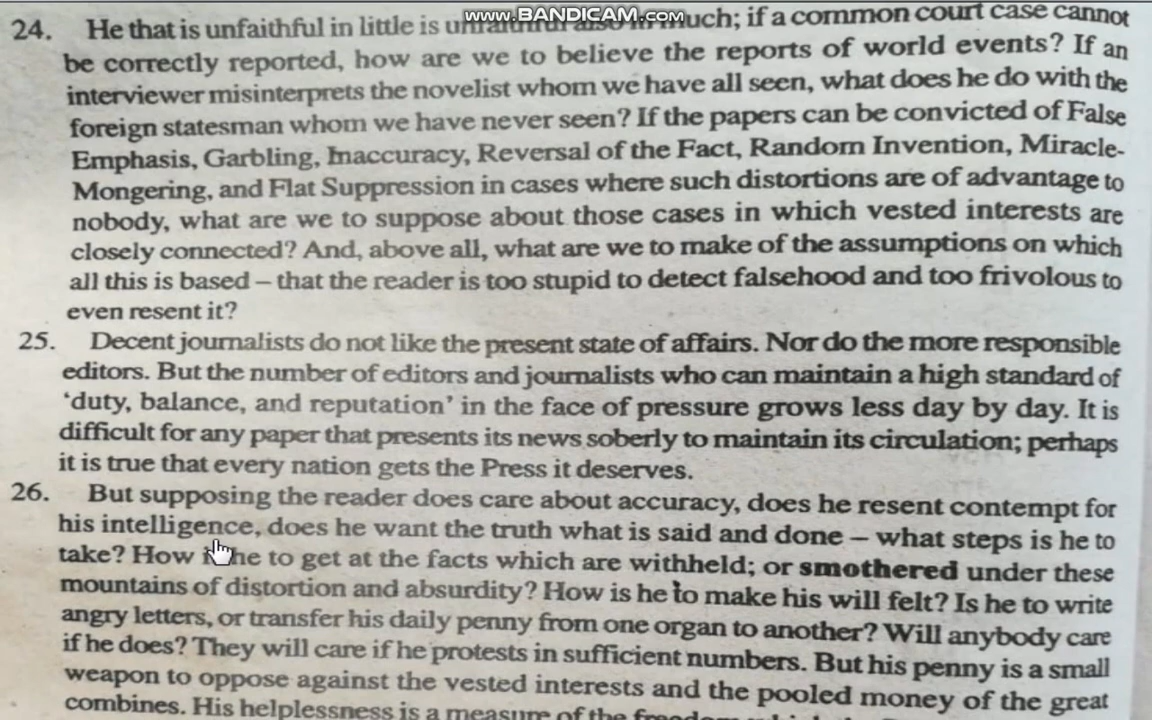 www.BANDICAM.com
24. He that is unfaithful in little is unfaithful also in much; if a common court case cannot
be correctly reported, how are we to believe the reports of world events? If an
interviewer misinterprets the novelist whom we have all seen, what does he do with the
foreign statesman whom we have never seen? If the papers can be convicted of False
Emphasis, Garbling, Inaccuracy, Reversal of the Fact, Random Invention, Miracle-
Mongering, and Flat Suppression in cases where such distortions are of advantage to
nobody, what are we to suppose about those cases in which vested interests are
closely connected? And, above all, what are we to make of the assumptions on which
all this is based – that the reader is too stupid to detect falsehood and too frivolous to
even resent it?
25. Decent journalists do not like the present state of affairs. Nor do the more responsible
editors. But the number of editors and journalists who can maintain a high standard of
‘duty, balance, and reputation’ in the face of pressure grows less day by day. It is
difficult for any paper that presents its news soberly to maintain its circulation; perhaps
it is true that every nation gets the Press it deserves.
26. But supposing the reader does care about accuracy, does he resent contempt for
his intelligence, does he want the truth what is said and done – what steps is he to
take? How is he to get at the facts which are withheld; or smothered under these
mountains of distortion and absurdity? How is he to make his will felt? Is he to write
angry letters, or transfer his daily penny from one organ to another? Will anybody care
if he does? They will care if he protests in sufficient numbers. But his penny is a small
weapon to oppose against the vested interests and the pooled money of the great
combines. His helplessness is a measure of the freedom